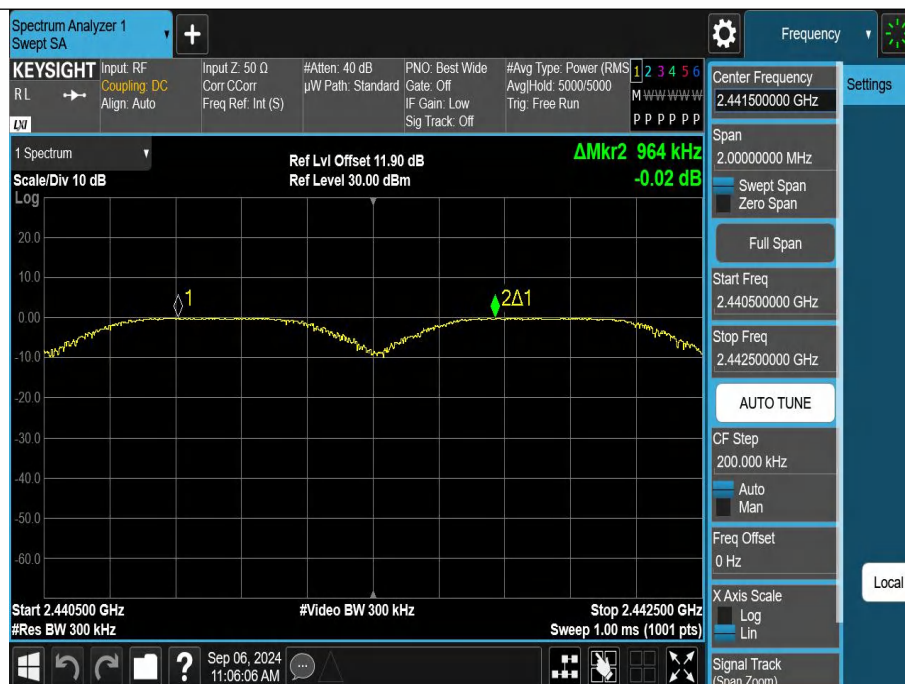 Spectrum Analyzer 1
Swept SA
Frequency
KEYSIGHT
RL
LXI
Input: RF
Coupling: DC
Align: Auto
Input Z: 50 Ω
Corr CCorr
Freq Ref: Int (S)
#Atten: 40 dB
µW Path: Standard
PNO: Best Wide
Gate: Off
IF Gain: Low
Sig Track: Off
#Avg Type: Power (RMS
Avg|Hold: 5000/5000
Trig: Free Run
1 2 3 4 5 6
M W W W W W
P P P P P P
1 Spectrum
Scale/Div 10 dB
Log
Ref Lvl Offset 11.90 dB
Ref Level 30.00 dBm
ΔMkr2 964 kHz
-0.02 dB
20.0
10.0
0.00
-10.0
-20.0
-30.0
-40.0
-50.0
-60.0
1
2Δ1
Start 2.440500 GHz
#Res BW 300 kHz
#Video BW 300 kHz
Stop 2.442500 GHz
Sweep 1.00 ms (1001 pts)
Sep 06, 2024
11:06:06 AM
Center Frequency
2.441500000 GHz
Span
2.00000000 MHz
Swept Span
Zero Span
Full Span
Start Freq
2.440500000 GHz
Stop Freq
2.442500000 GHz
AUTO TUNE
CF Step
200.000 kHz
Auto
Man
Freq Offset
0 Hz
X Axis Scale
Log
Lin
Signal Track
(Span Zoom)
Settings
Local